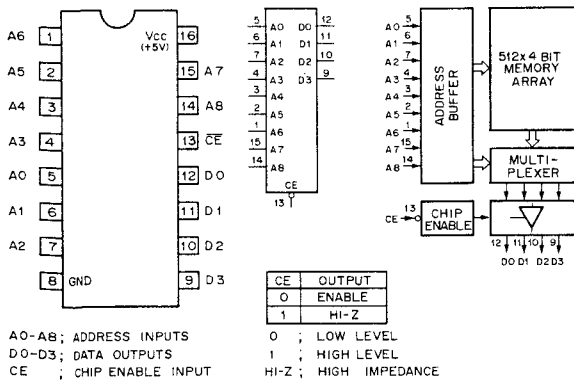 A6 1 Vcc (+5V) 16
A5 2 15 A7
A4 3 14 A8
A3 4 13 CE
A0 5 12 D0
A1 6 11 D1
A2 7 10 D2
8 GND 9 D3
5 A0 D0 12
6 A1 D1 11
7 A2 D2 10
4 A3 D3 9
3 A4
2 A5
1 A6
15 A7
14 A8
CE
13
A0 5
A1 6
A2 7
A3 4
A4 3
A5 2
A6 1
A7 15
A8 14
ADDRESS BUFFER
512x4 BIT
MEMORY
ARRAY
MULTI-
PLEXER
CE 13
CHIP
ENABLE
12 11 10 9
D0 D1 D2 D3
CE OUTPUT
0 ENABLE
1 HI-Z
A0-A8; ADDRESS INPUTS
D0-D3; DATA OUTPUTS
CE ; CHIP ENABLE INPUT
0 ; LOW LEVEL
1 ; HIGH LEVEL
HI-Z ; HIGH IMPEDANCE